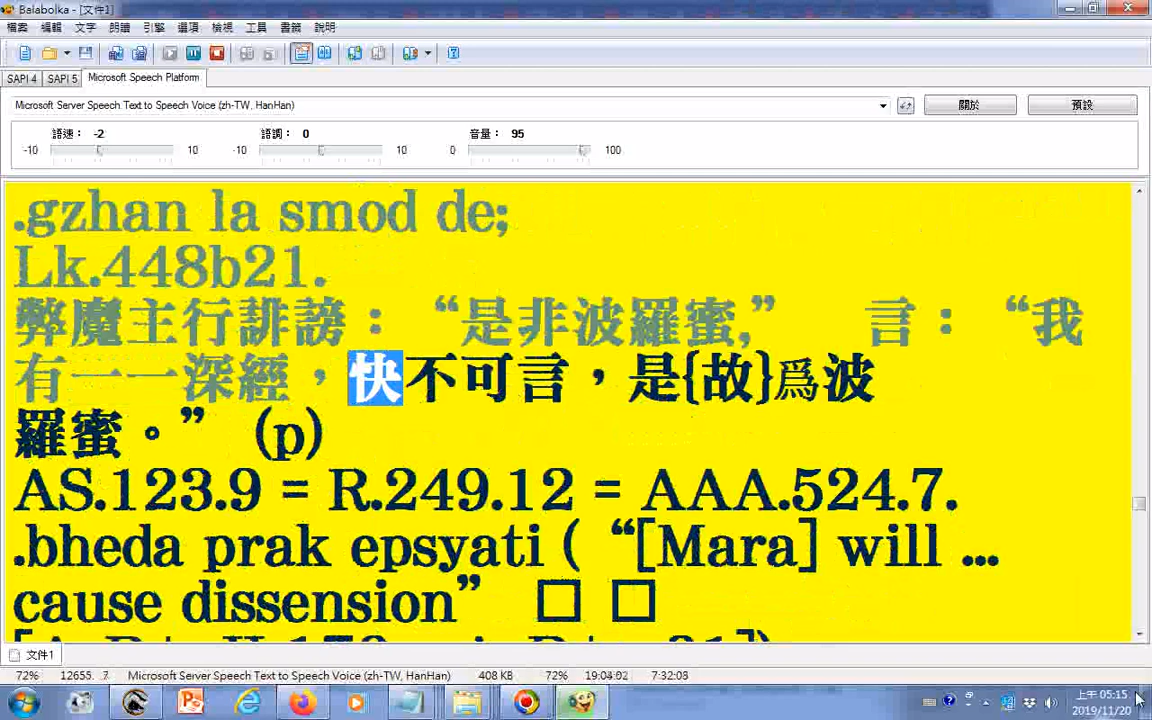 Balabolka - [文件1]
檔案 編輯 文字 朗讀 引擎 選項 檢視 工具 書籤 說明
SAPI 4 SAPI 5 Microsoft Speech Platform
Microsoft Server Speech Text to Speech Voice (zh-TW, HanHan) 關於 預設
語速: -2 語調: 0 音量: 95
-10 10 -10 10 0 100
.gzhan la smod de;
Lk.448b21.
弊魔主行誹謗：“是非波羅蜜,” 言：“我
有一一深經，快不可言，是{故}爲波
羅蜜。” (p)
AS.123.9 = R.249.12 = AAA.524.7.
.bheda prak epsyati ( “[Mara] will ...
cause dissension” □ □
文件1
72% Microsoft Server Speech Text to Speech Voice (zh-TW, HanHan) 408 KB 72% 19:04:02 7:32:08
上午 05:15
2019/11/20